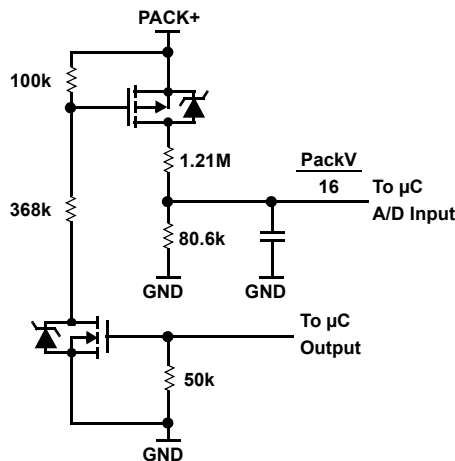 PACK+
100k
1.21M
PackV
16
To µC
A/D Input
368k
80.6k
GND
GND
To µC
Output
50k
GND